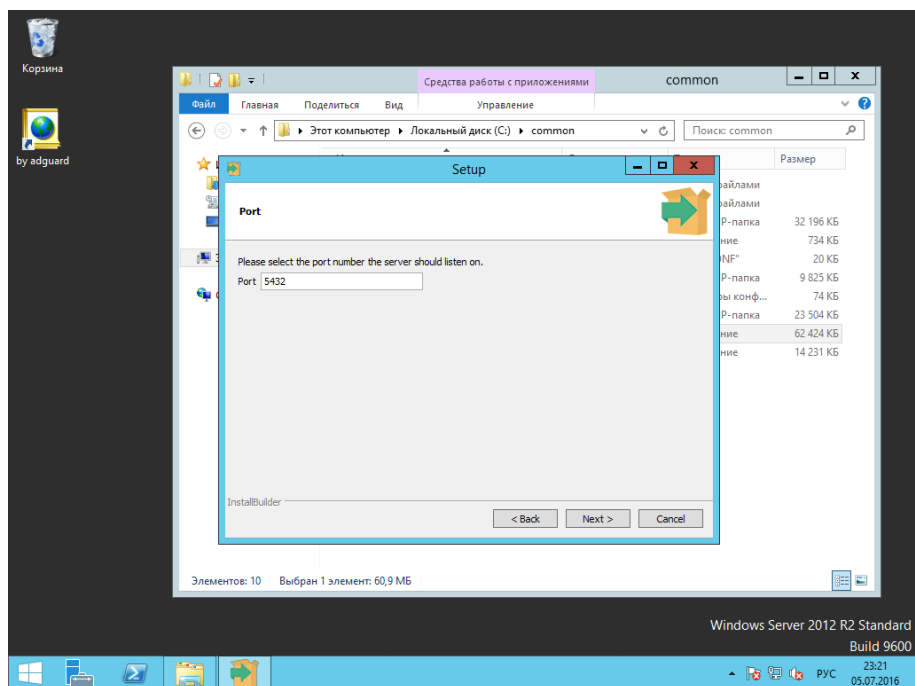 Корзина
by adguard
Средства работы с приложениями
common
Файл
Главная
Поделиться
Вид
Управление
Этот компьютер
Локальный диск (C:)
common
Поиск: common
Размер
Setup
Port
Please select the port number the server should listen on.
Port 5432
InstallBuilder
< Back
Next >
Cancel
айлами
айлами
P-папка 32 196 КБ
ние 734 КБ
NF" 20 КБ
P-папка 9 825 КБ
ры конф... 74 КБ
P-папка 23 504 КБ
ние 62 424 КБ
ние 14 231 КБ
Элементов: 10 Выбран 1 элемент: 60,9 МБ
Windows Server 2012 R2 Standard
Build 9600
РУС
23:21
05.07.2016